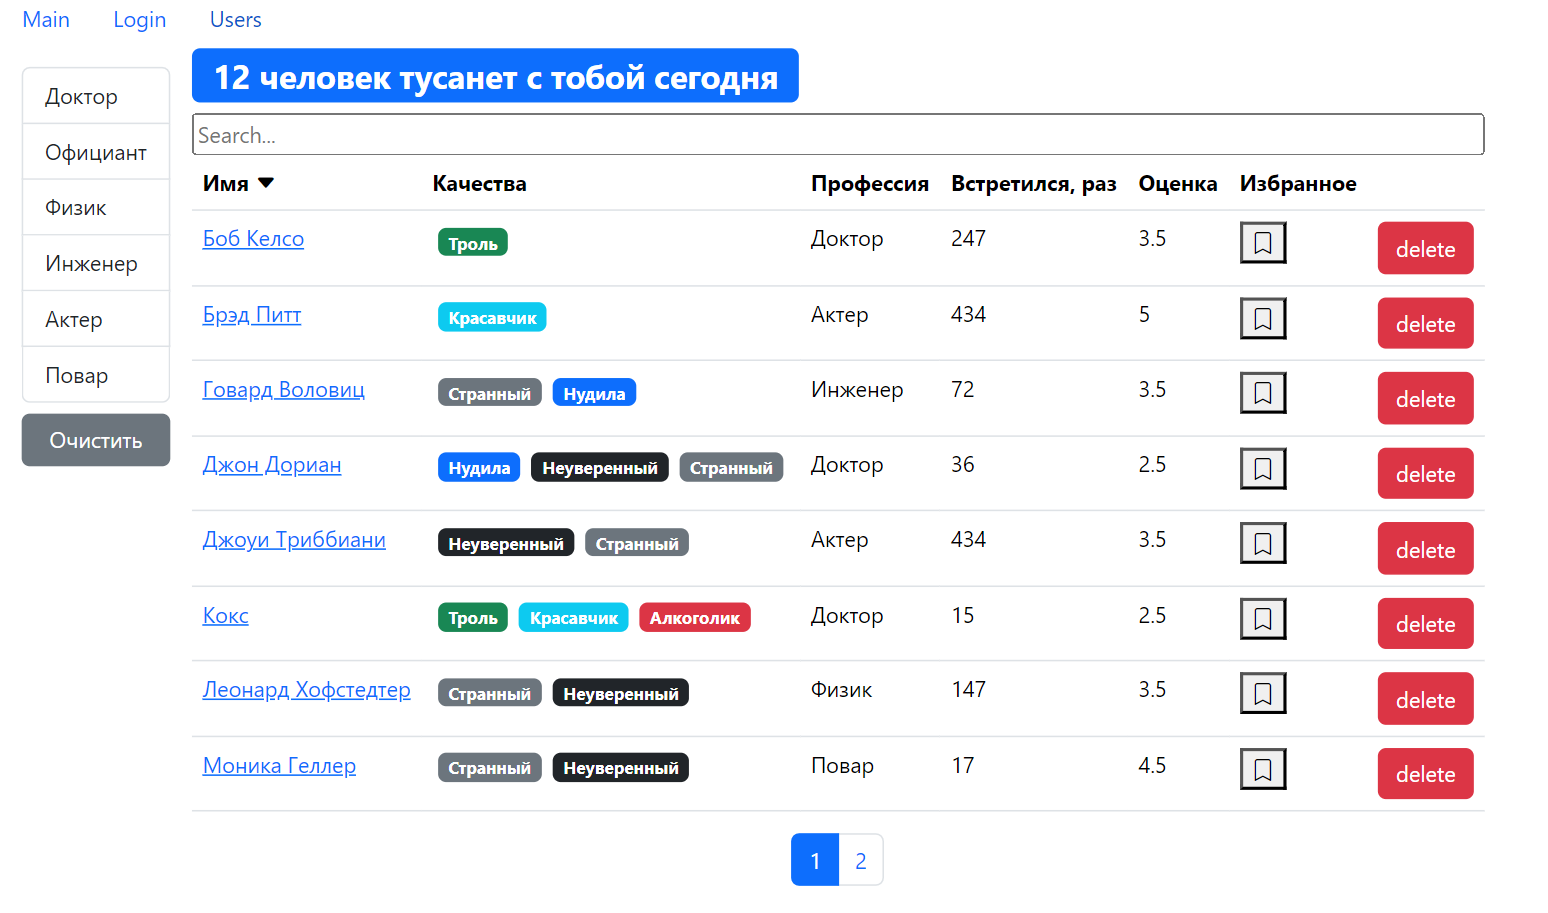 Main Login Users
Доктор
Официант
Физик
Инженер
Актер
Повар
Очистить
12 человек тусанет с тобой сегодня
Search...
Имя Качества Профессия Встретился, раз Оценка Избранное
Боб Келсо Троль Доктор 247 3.5 delete
Брэд Питт Красавчик Актер 434 5 delete
Говард Воловиц Странный Нудила Инженер 72 3.5 delete
Джон Дориан Нудила Неуверенный Странный Доктор 36 2.5 delete
Джоуи Триббиани Неуверенный Странный Актер 434 3.5 delete
Кокс Троль Красавчик Алкоголик Доктор 15 2.5 delete
Леонард Хофстедтер Странный Неуверенный Физик 147 3.5 delete
Моника Геллер Странный Неуверенный Повар 17 4.5 delete
1 2